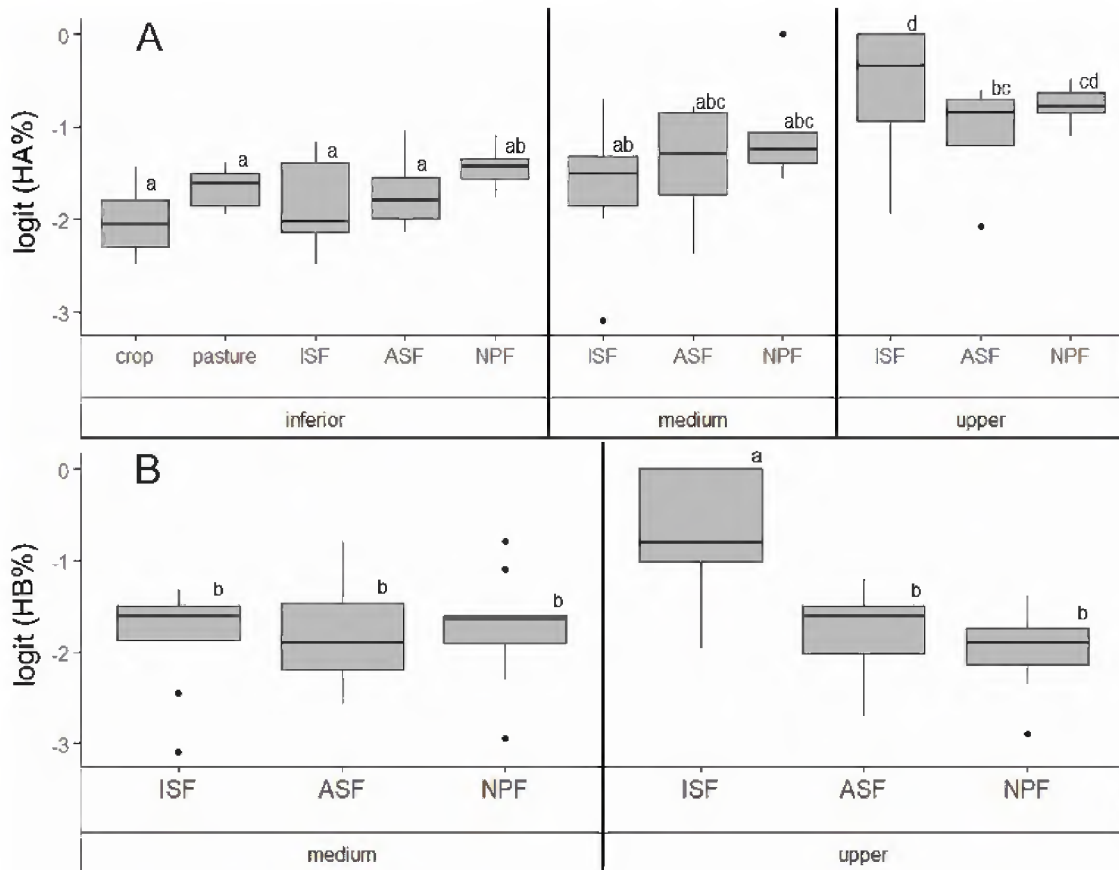 A
logit (HA%)
0
-1
-2
-3
a a a a ab ab abc abc d bc cd
crop pasture ISF ASF NPF ISF ASF NPF ISF ASF NPF
inferior medium upper
B
logit (HB%)
0
-1
-2
-3
b b b a b b
ISF ASF NPF ISF ASF NPF
medium upper